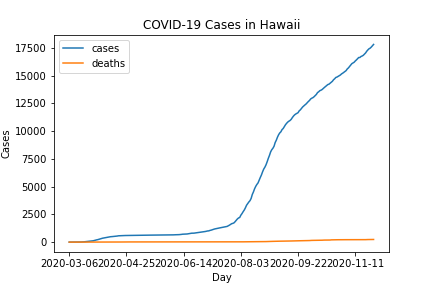 COVID-19 Cases in Hawaii
cases
deaths
17500
15000
12500
10000
7500
5000
2500
0
Cases
2020-03-06 2020-04-25 2020-06-14 2020-08-03 2020-09-22 2020-11-11
Day